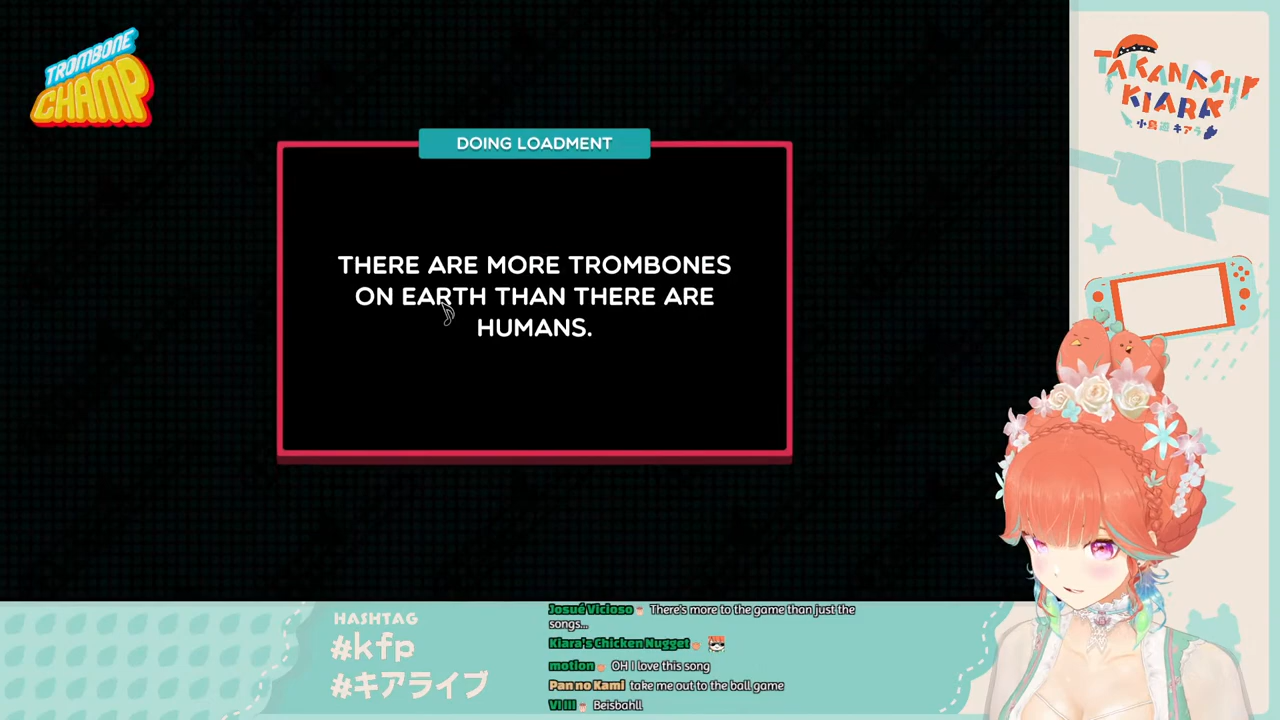 TROMBONE
CHAMP
DOING LOADMENT
THERE ARE MORE TROMBONES
ON EARTH THAN THERE ARE
HUMANS.
TAKANASHI
KIARA
小鳥遊 キアラ
HASHTAG
#kfp
#キアライブ
Josué Vicioso There's more to the game than just the
songs...
Kiara's Chicken Nugget
motion OH I love this song
Pan no Kami take me out to the ball game
VI III Beisbahll